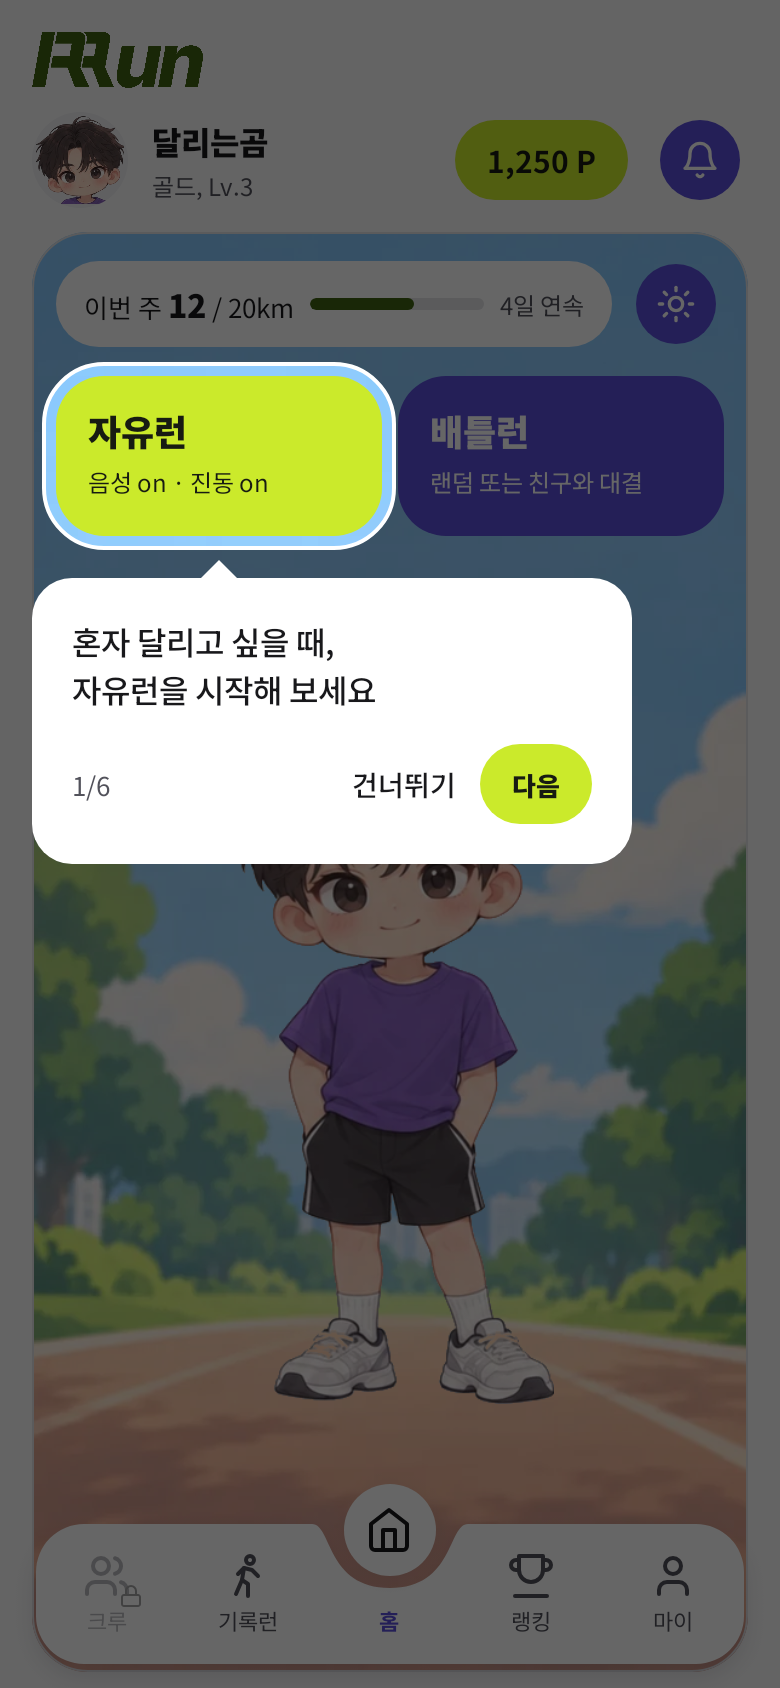 RRun
달리는곰
골드, Lv.3
1,250 P
이번 주 12 / 20km
4일 연속
자유런
음성 on · 진동 on
배틀런
랜덤 또는 친구와 대결
혼자 달리고 싶을 때,
자유런을 시작해 보세요
1/6
건너뛰기
다음
크루
기록런
홈
랭킹
마이